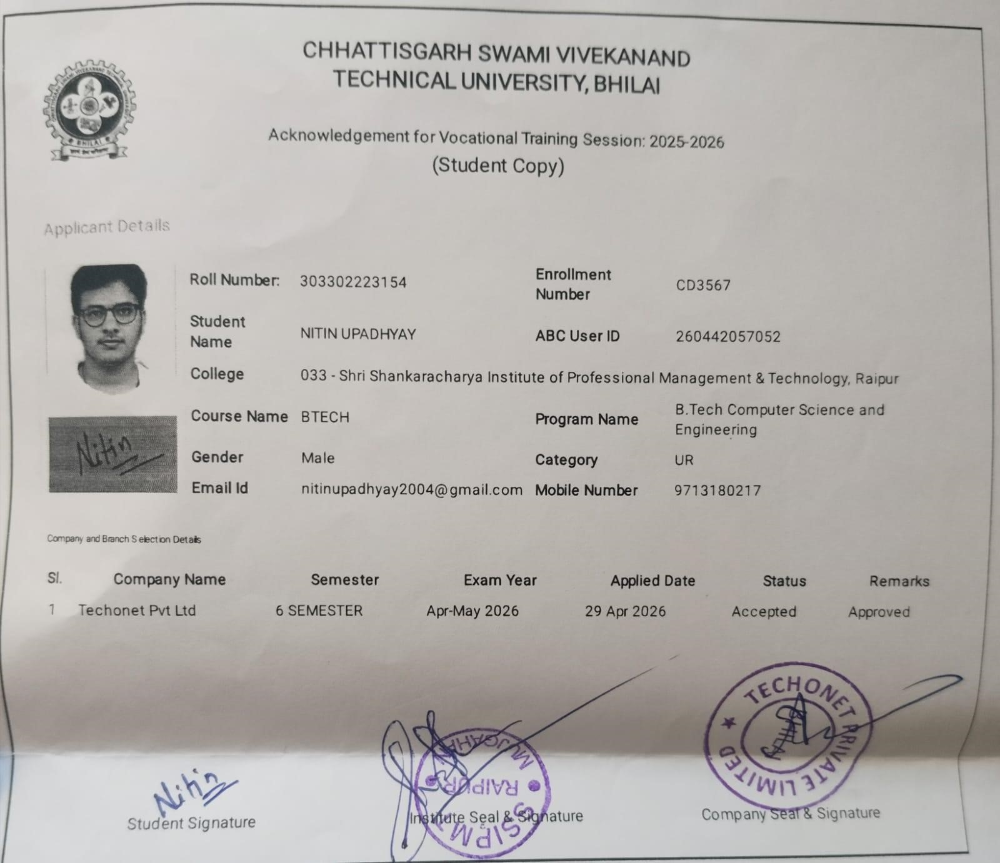 CHHATTISGARH SWAMI VIVEKANAND
TECHNICAL UNIVERSITY, BHILAI
BHILAI
Acknowledgement for Vocational Training Session: 2025-2026
(Student Copy)
Applicant Details
Roll Number: 303302223154 Enrollment Number CD3567
Student Name NITIN UPADHYAY ABC User ID 260442057052
College 033 - Shri Shankaracharya Institute of Professional Management & Technology, Raipur
Course Name BTECH Program Name B.Tech Computer Science and Engineering
Nitin
Gender Male Category UR
Email Id nitinupadhyay2004@gmail.com Mobile Number 9713180217
Company and Branch Selection Details
Sl. Company Name Semester Exam Year Applied Date Status Remarks
1 Techonet Pvt Ltd 6 SEMESTER Apr-May 2026 29 Apr 2026 Accepted Approved
Nitin
Student Signature
SSIPMT
RAIPUR
Institute Seal & Signature
TECHONET PRIVATE LIMITED
BHILAI
Company Seal & Signature